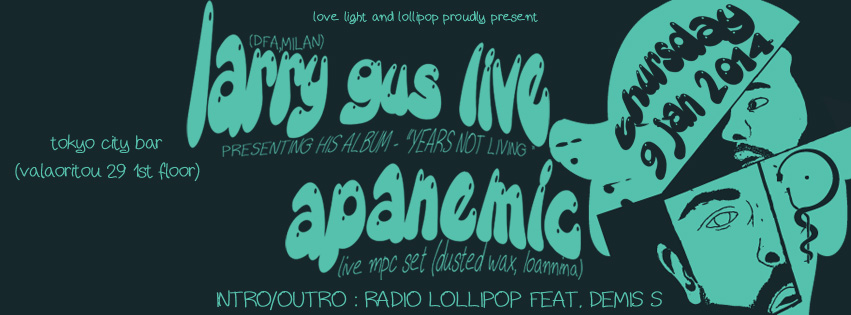 love light and lollipop proudly present
(DFA,MILAN)
larry gus live
PRESENTING HIS ALBUM - "YEARS NOT LIVING"
thursday
9 jan 2014
tokyo city bar
(valaoritou 29 1st floor)
apanemic
live mpc set (dusted wax, loannma)
INTRO/OUTRO : RADIO LOLLIPOP FEAT. DEMIS S